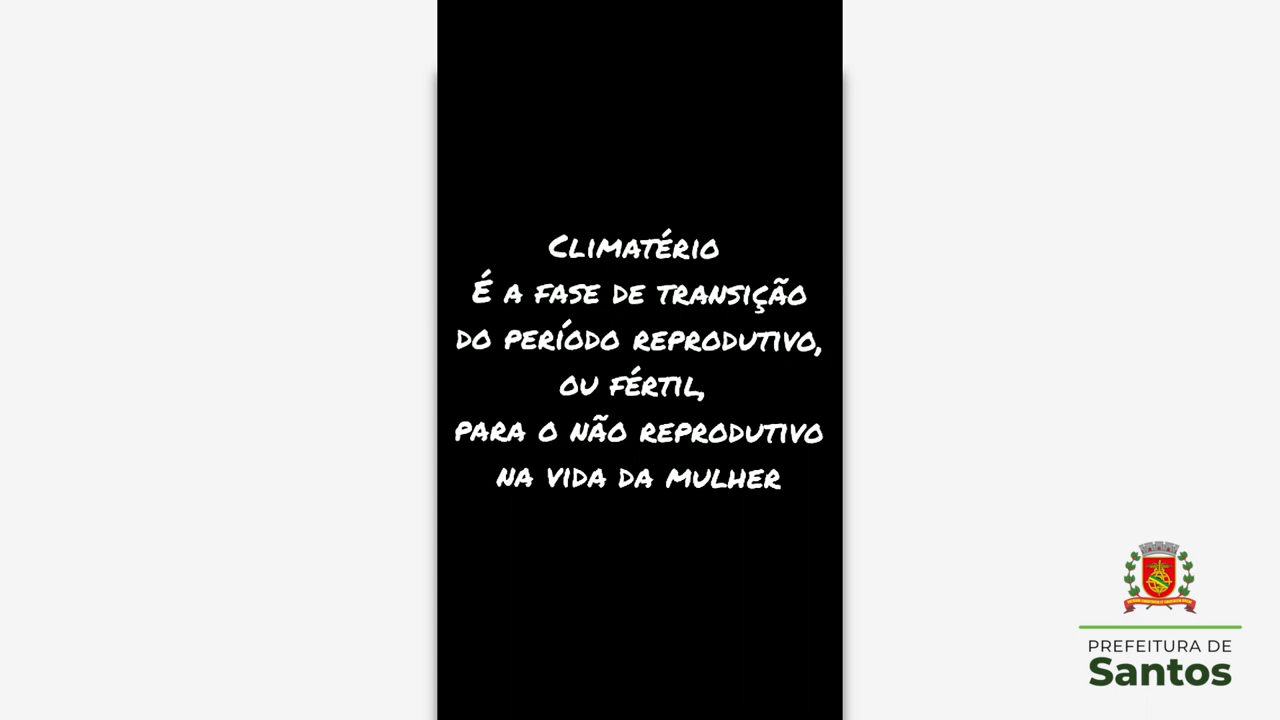 Climatério
É a fase de transição
do período reprodutivo,
ou fértil,
para o não reprodutivo
na vida da mulher
PREFEITURA DE
Santos